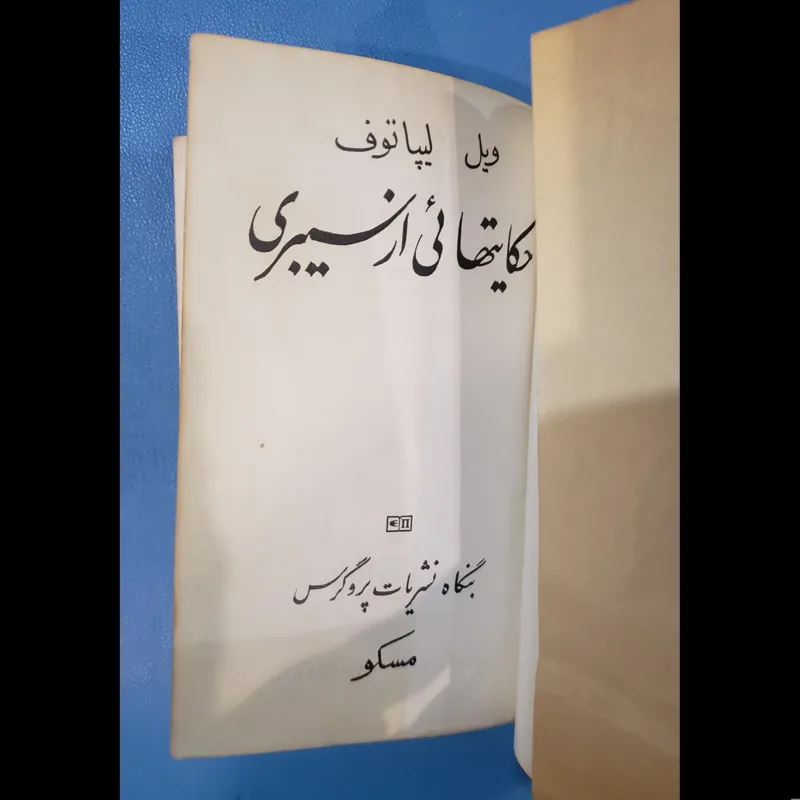 ویل لیپاتوف
حکایتهائی از سیبری
بنگاه نشریات پروگرس
مسکو